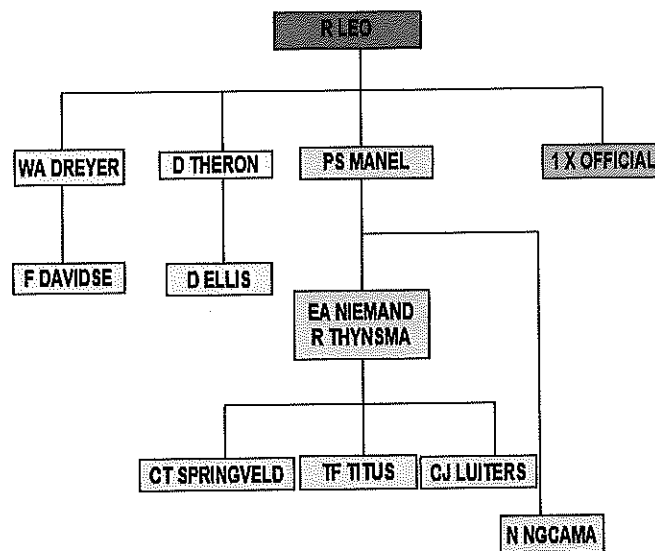 R LEO
WA DREYER
D THERON
PS MANEL
1 X OFFICIAL
F DAVIDSE
D ELLIS
EA NIEMAND
R THYNSMA
CT SPRINGVELD
TF TITUS
CJ LUITERS
N NGCAMA